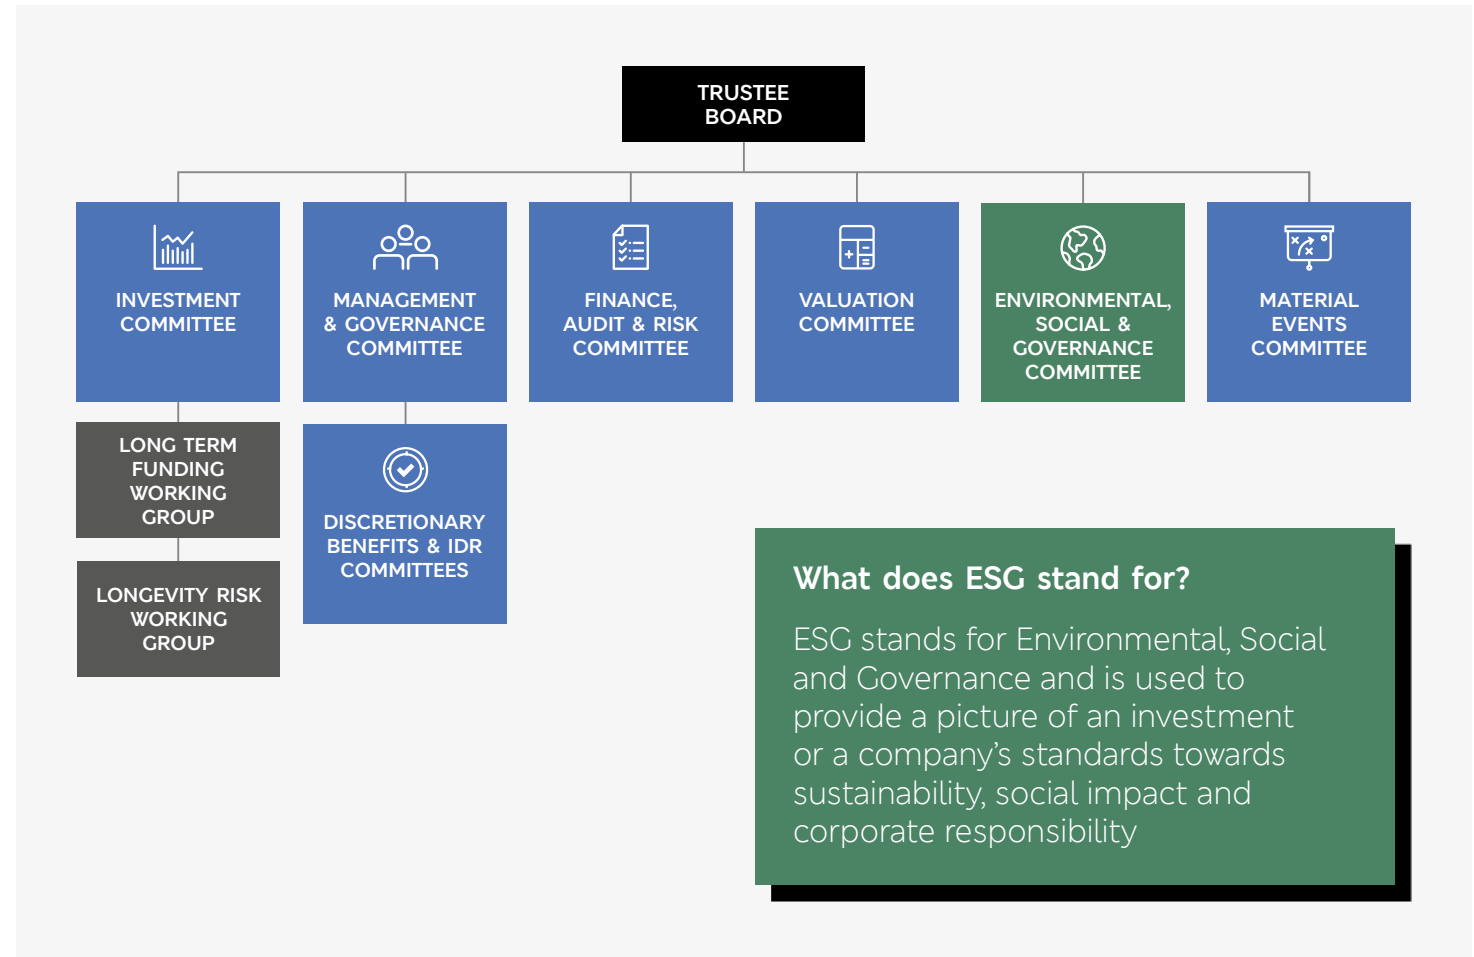 TRUSTEE
BOARD
INVESTMENT
COMMITTEE
MANAGEMENT
& GOVERNANCE
COMMITTEE
FINANCE,
AUDIT & RISK
COMMITTEE
VALUATION
COMMITTEE
ENVIRONMENTAL,
SOCIAL &
GOVERNANCE
COMMITTEE
MATERIAL
EVENTS
COMMITTEE
LONG TERM
FUNDING
WORKING
GROUP
DISCRETIONARY
BENEFITS & IDR
COMMITTEES
LONGEVITY RISK
WORKING
GROUP
What does ESG stand for?
ESG stands for Environmental, Social
and Governance and is used to
provide a picture of an investment
or a company’s standards towards
sustainability, social impact and
corporate responsibility